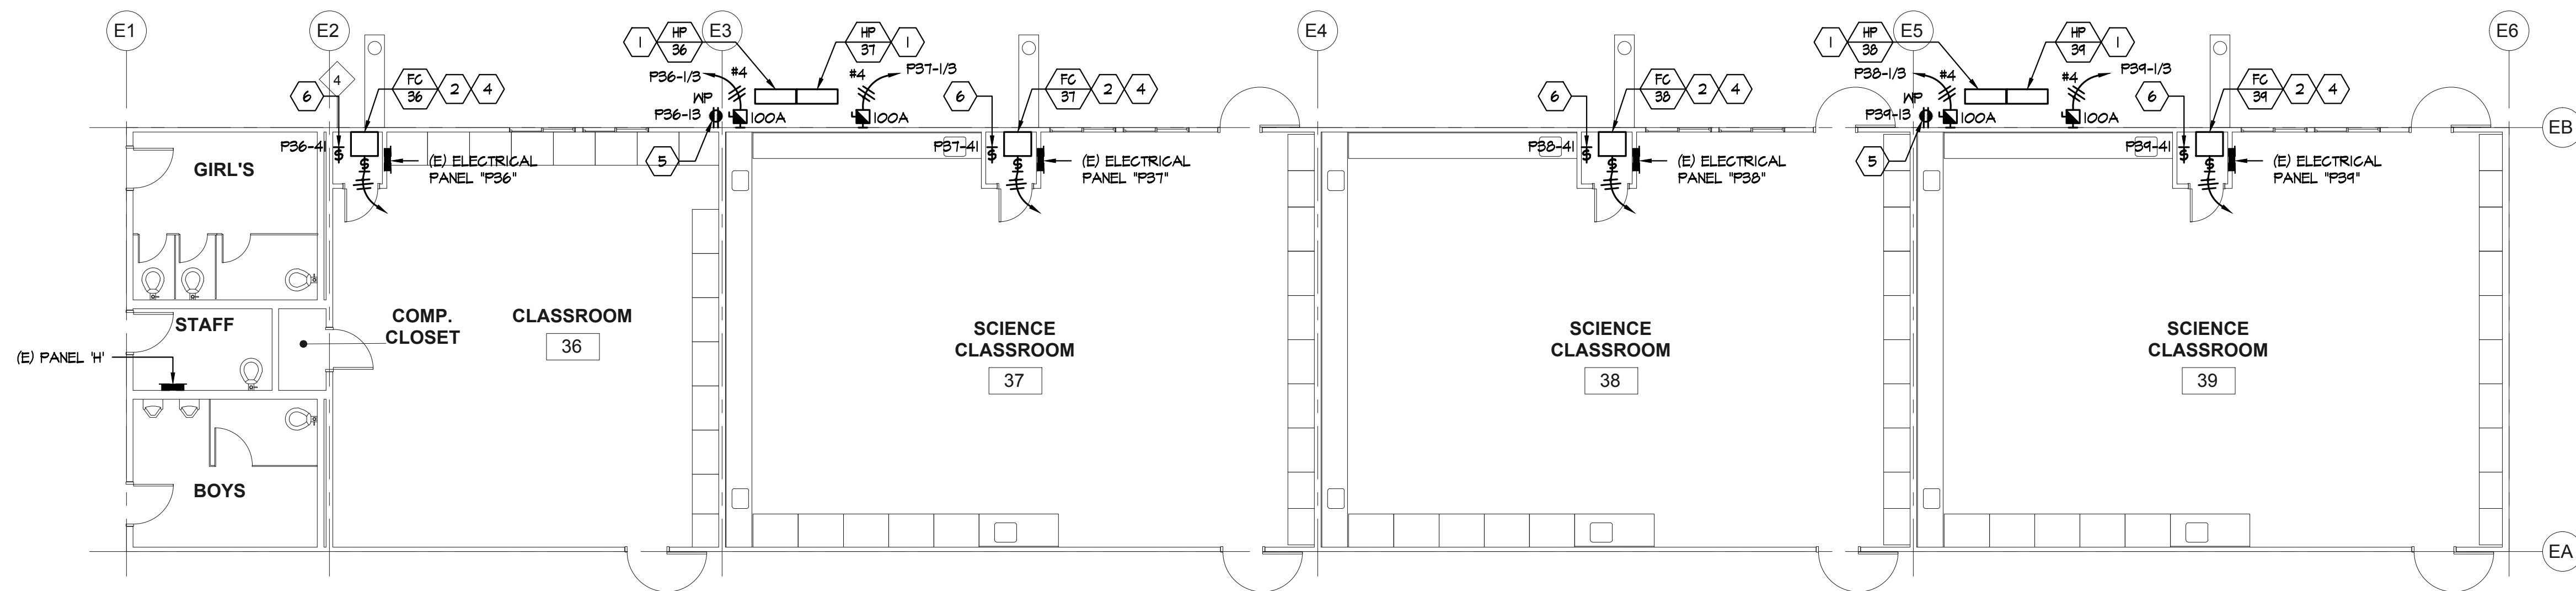 E1
E2
E3
E4
E5
E6
1
HP
36
HP
37
1
1
HP
38
HP
39
1
4
6
FC
36
2
4
P36-1/3
#4
#4
P37-1/3
WP
P36-13
100A
100A
6
FC
37
2
4
6
FC
38
2
4
P38-1/3
#4
#4
P39-1/3
WP
P39-13
100A
100A
6
FC
39
2
4
EB
P36-41
$
$
(E) ELECTRICAL
PANEL "P36"
5
P37-41
$
$
(E) ELECTRICAL
PANEL "P37"
P38-41
$
$
(E) ELECTRICAL
PANEL "P38"
5
P39-41
$
$
(E) ELECTRICAL
PANEL "P39"
GIRL'S
STAFF
COMP.
CLOSET
CLASSROOM
36
SCIENCE
CLASSROOM
37
SCIENCE
CLASSROOM
38
SCIENCE
CLASSROOM
39
(E) PANEL 'H'
BOYS
EA